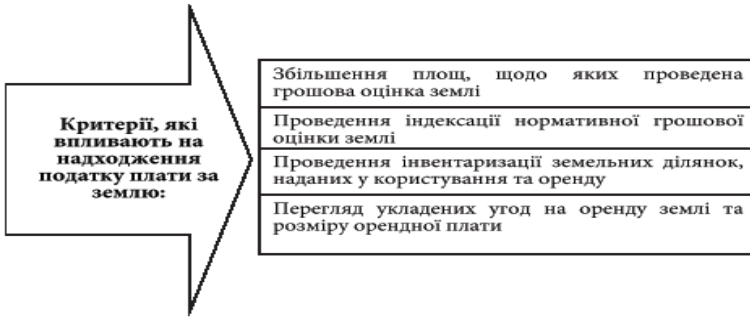 Критерії, які
впливають на
надходження
податку плати за
землю:
Збільшення площ, щодо яких проведена
грошова оцінка землі
Проведення індексації нормативної грошової
оцінки землі
Проведення інвентаризації земельних ділянок,
наданих у користування та оренду
Перегляд укладених угод на оренду землі та
розміру орендної плати